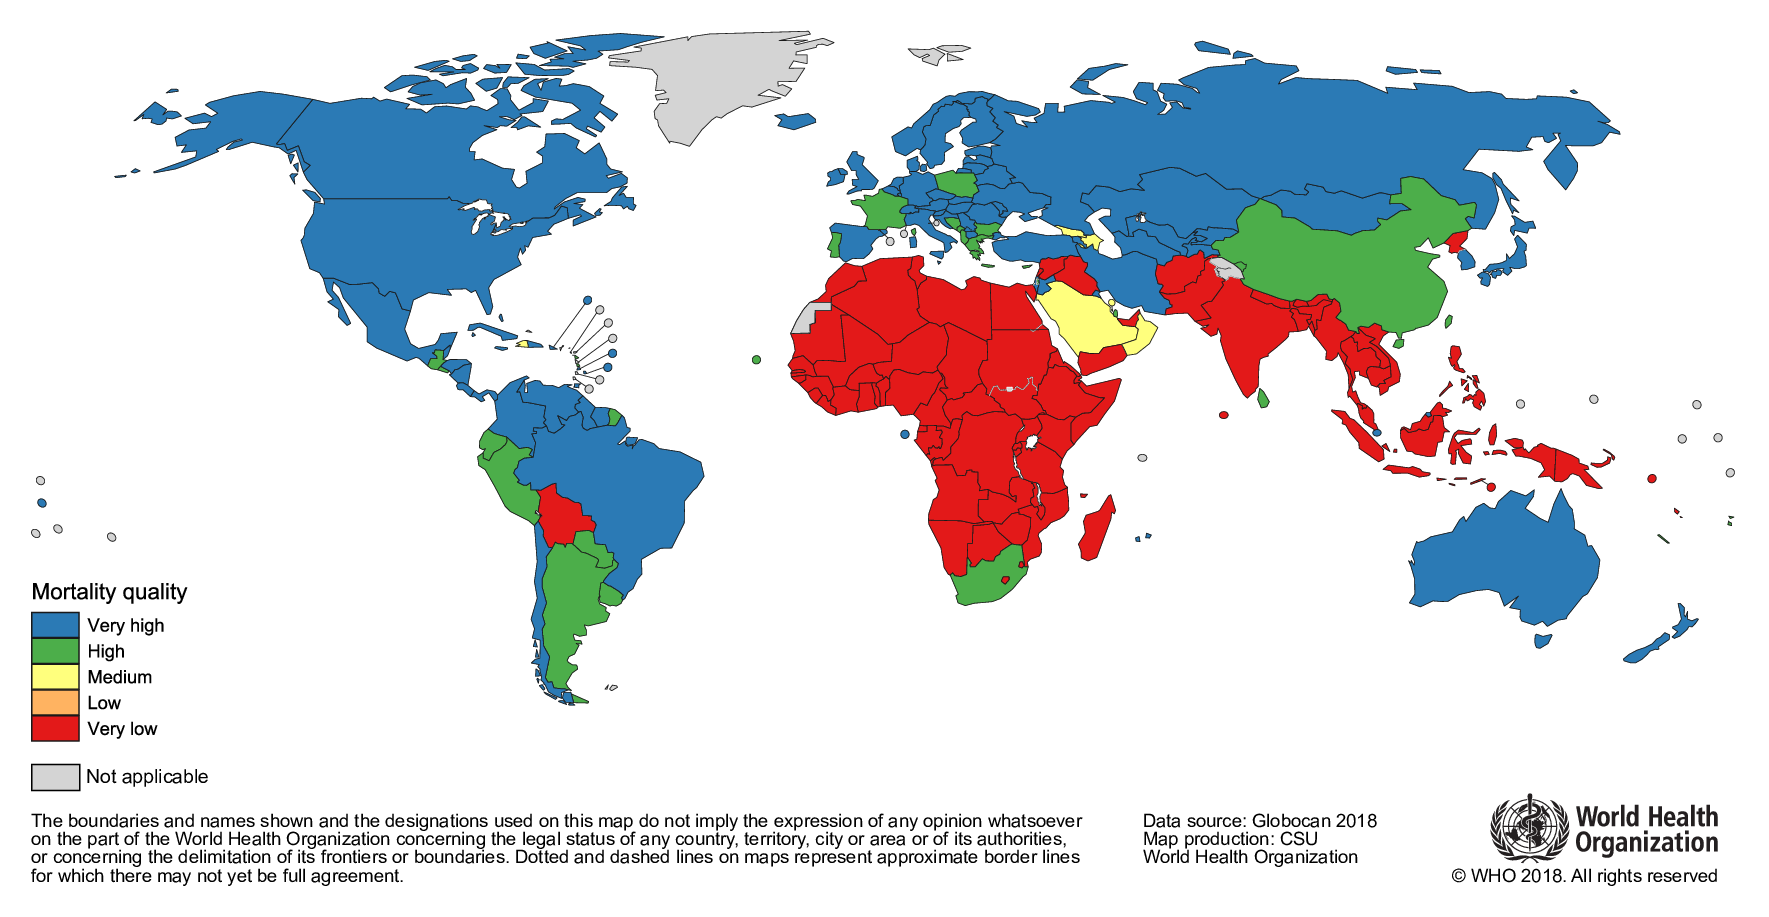 Mortality quality
Very high
High
Medium
Low
Very low
Not applicable
The boundaries and names shown and the designations used on this map do not imply the expression of any opinion whatsoever
on the part of the World Health Organization concerning the legal status of any country, territory, city or area or of its authorities,
or concerning the delimitation of its frontiers or boundaries. Dotted and dashed lines on maps represent approximate border lines
for which there may not yet be full agreement.
Data source: Globocan 2018
Map production: CSU
World Health Organization
World Health
Organization
© WHO 2018. All rights reserved